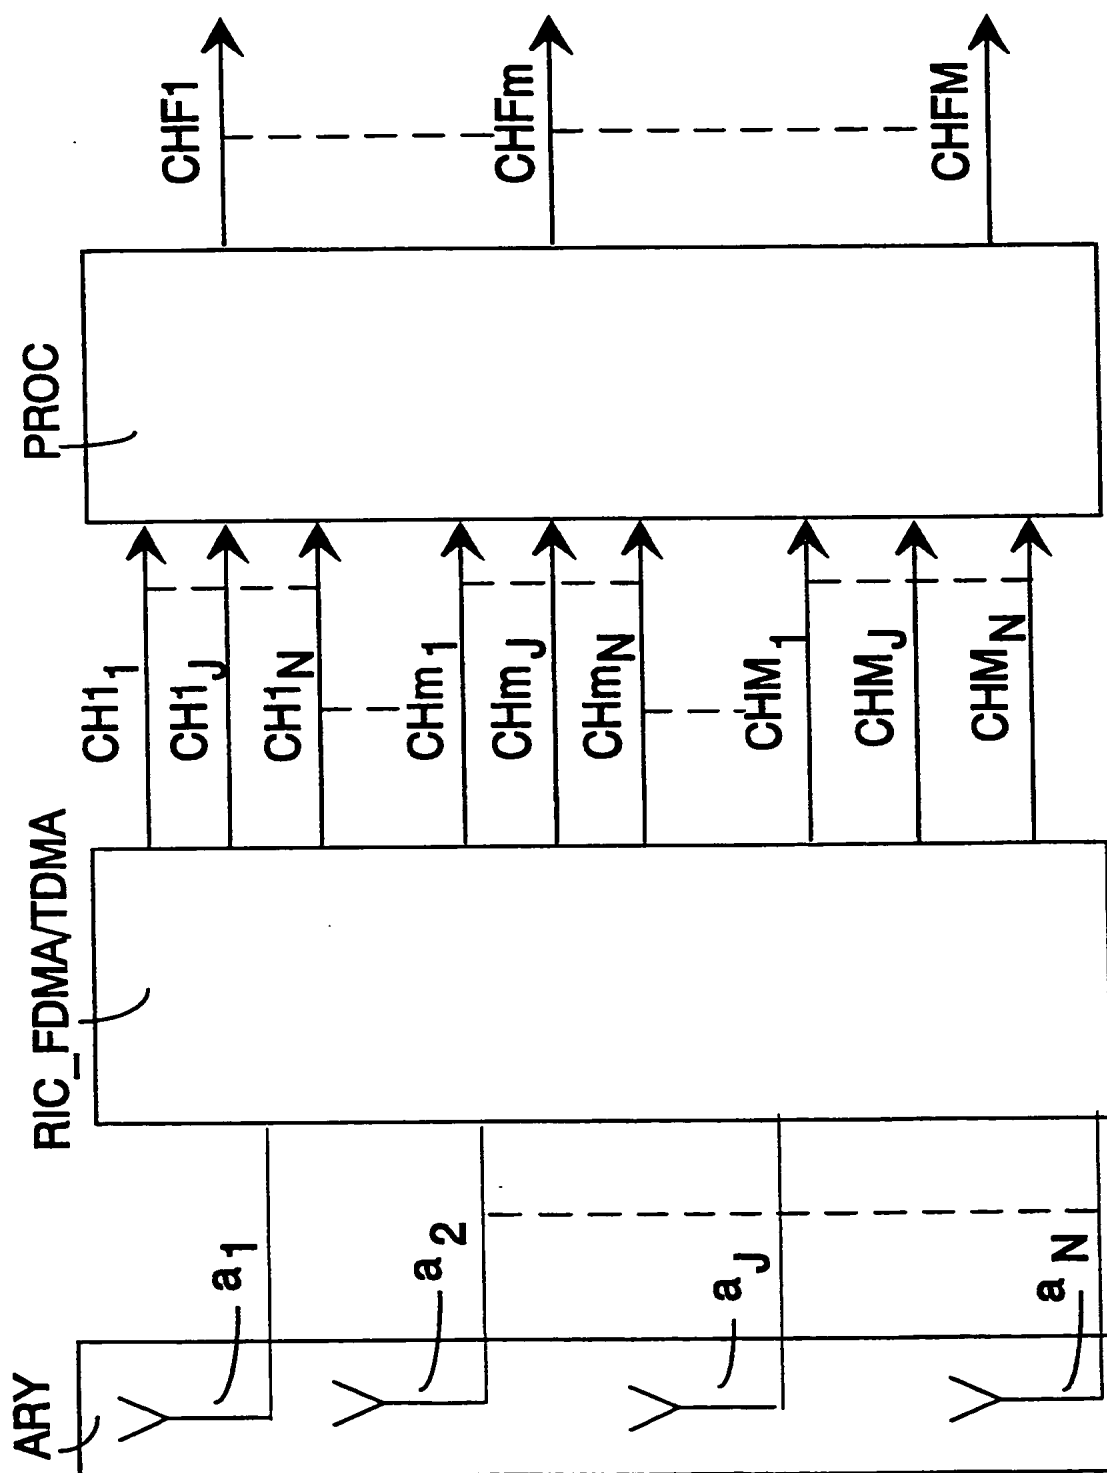 ARY
a1
a2
aJ
aN
RIC_FDMA/TDMA
CH11
CH1J
CH1N
CHm1
CHmJ
CHmN
CHM1
CHMJ
CHMN
PROC
CHF1
CHFm
CHFM